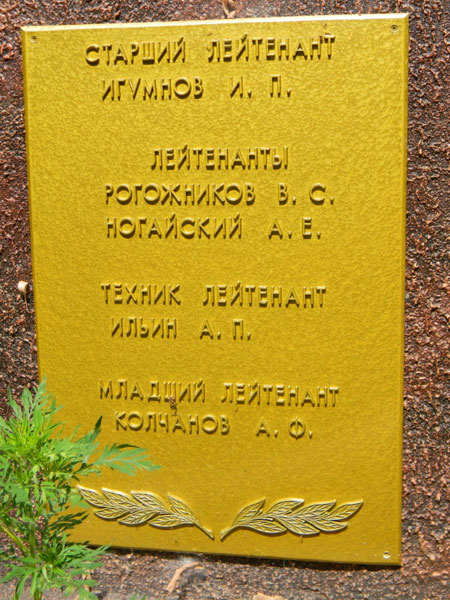 СТАРШИЙ ЛЕЙТЕНАНТ
ИГУМНОВ И. П.
ЛЕЙТЕНАНТЫ
РОГОЖНИКОВ В. С.
НОГАЙСКИЙ А. Е.
ТЕХНИК ЛЕЙТЕНАНТ
ИЛЬИН А. П.
МЛАДШИЙ ЛЕЙТЕНАНТ
КОЛЧАНОВ А. Ф.